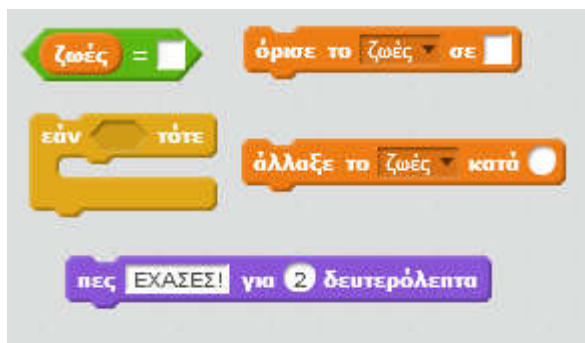 ζωές =
όρισε το ζωές σε
εάν τότε
άλλαξε το ζωές κατά
πες ΕΧΑΣΕΣ! για 2 δευτερόλεπτα